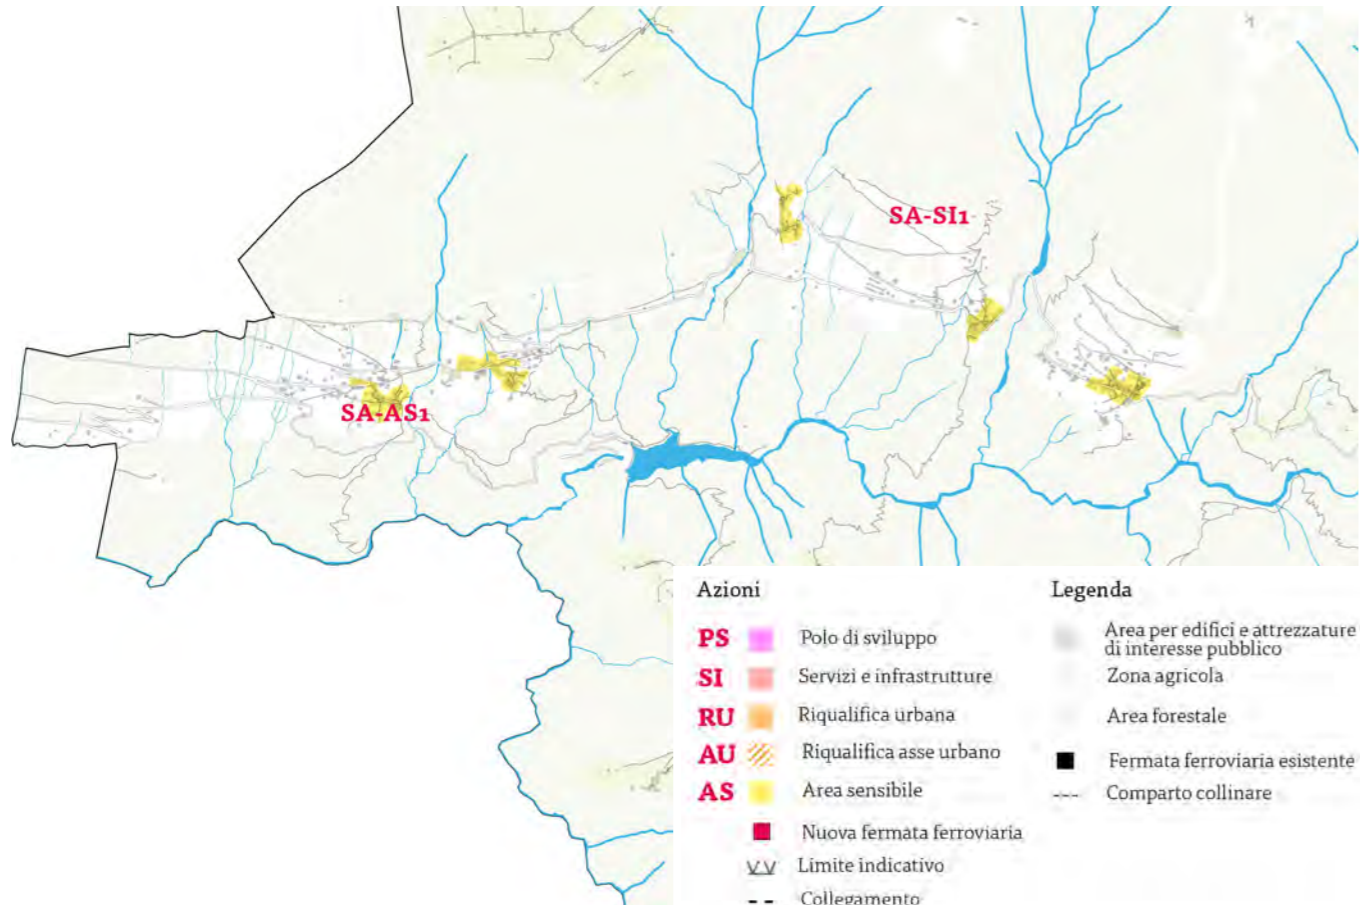 SA-SI1
SA-AS1
Azioni
PS Polo di sviluppo
SI Servizi e infrastrutture
RU Riqualifica urbana
AU Riqualifica asse urbano
AS Area sensibile
Nuova fermata ferroviaria
Limite indicativo
Collegamento
Legenda
Area per edifici e attrezzature
di interesse pubblico
Zona agricola
Area forestale
Fermata ferroviaria esistente
Comparto collinare